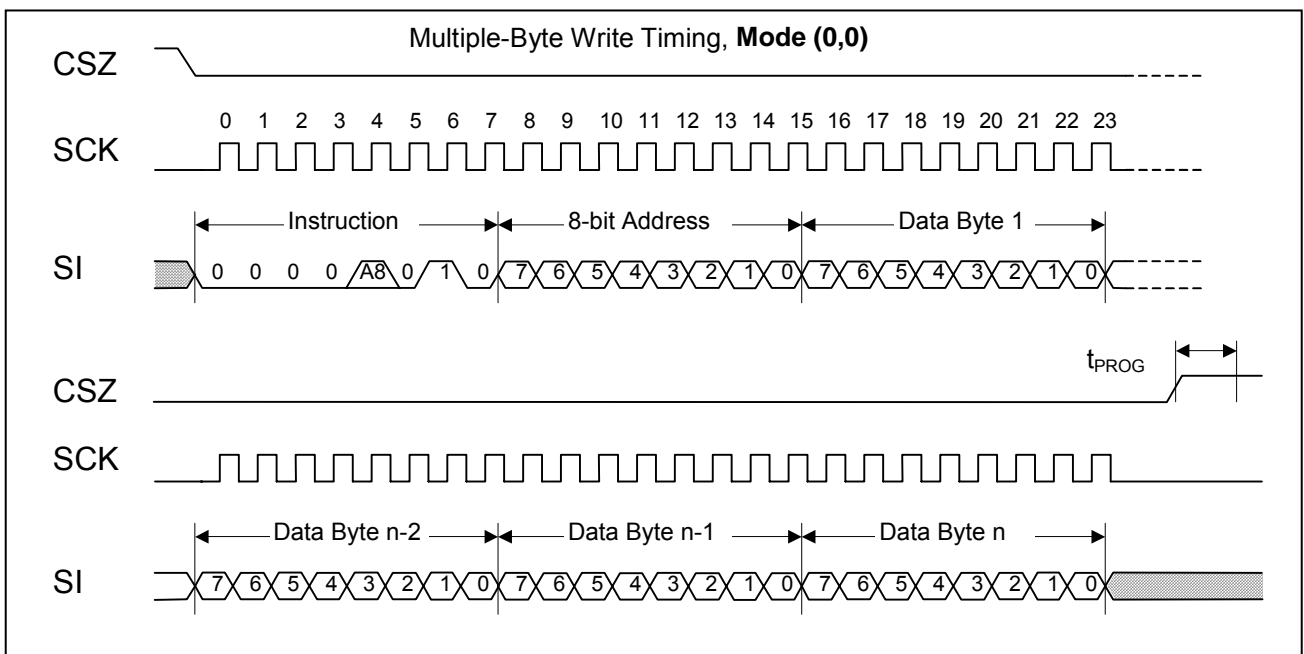 Multiple-Byte Write Timing, Mode (0,0)
CSZ
0 1 2 3 4 5 6 7 8 9 10 11 12 13 14 15 16 17 18 19 20 21 22 23
SCK
Instruction 8-bit Address Data Byte 1
SI 0 0 0 0 A8 0 1 0 7 6 5 4 3 2 1 0 7 6 5 4 3 2 1 0
tPROG
CSZ
SCK
Data Byte n-2 Data Byte n-1 Data Byte n
SI 7 6 5 4 3 2 1 0 7 6 5 4 3 2 1 0 7 6 5 4 3 2 1 0